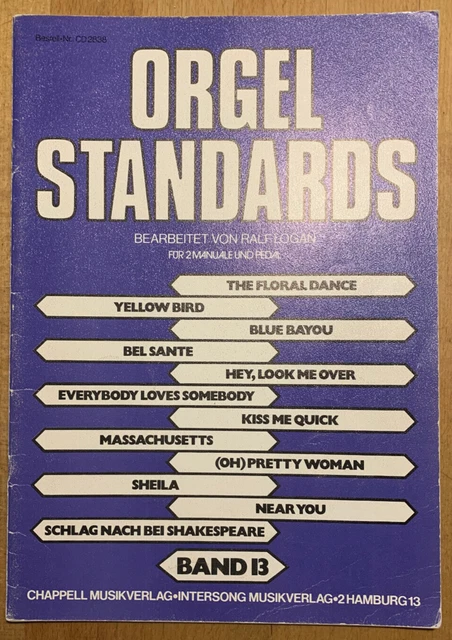 Bestell-Nr. CD 2836
ORGEL
STANDARDS
BEARBEITET VON RALF LOGAN
FÜR 2 MANUALE UND PEDAL
THE FLORAL DANCE
YELLOW BIRD
BLUE BAYOU
BEL SANTE
HEY, LOOK ME OVER
EVERYBODY LOVES SOMEBODY
KISS ME QUICK
MASSACHUSETTS
(OH) PRETTY WOMAN
SHEILA
NEAR YOU
SCHLAG NACH BEI SHAKESPEARE
BAND 13
CHAPPELL MUSIKVERLAG•INTERSONG MUSIKVERLAG•2 HAMBURG 13